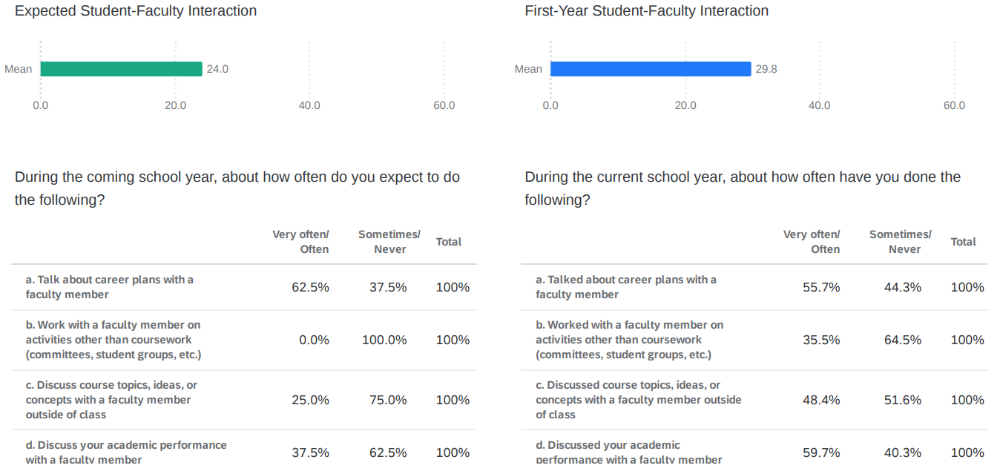 Expected Student-Faculty Interaction
Mean
24.0
0.0 20.0 40.0 60.0
During the coming school year, about how often do you expect to do
the following?
Very often/ Sometimes/ Total
Often Never
a. Talk about career plans with a
faculty member
62.5% 37.5% 100%
b. Work with a faculty member on
activities other than coursework
(committees, student groups, etc.)
0.0% 100.0% 100%
c. Discuss course topics, ideas, or
concepts with a faculty member
outside of class
25.0% 75.0% 100%
d. Discuss your academic performance
with a faculty member
37.5% 62.5% 100%
First-Year Student-Faculty Interaction
Mean
29.8
0.0 20.0 40.0 60.0
During the current school year, about how often have you done the
following?
Very often/ Sometimes/ Total
Often Never
a. Talked about career plans with a
faculty member
55.7% 44.3% 100%
b. Worked with a faculty member on
activities other than coursework
(committees, student groups, etc.)
35.5% 64.5% 100%
c. Discussed course topics, ideas, or
concepts with a faculty member outside
of class
48.4% 51.6% 100%
d. Discussed your academic
performance with a faculty member
59.7% 40.3% 100%